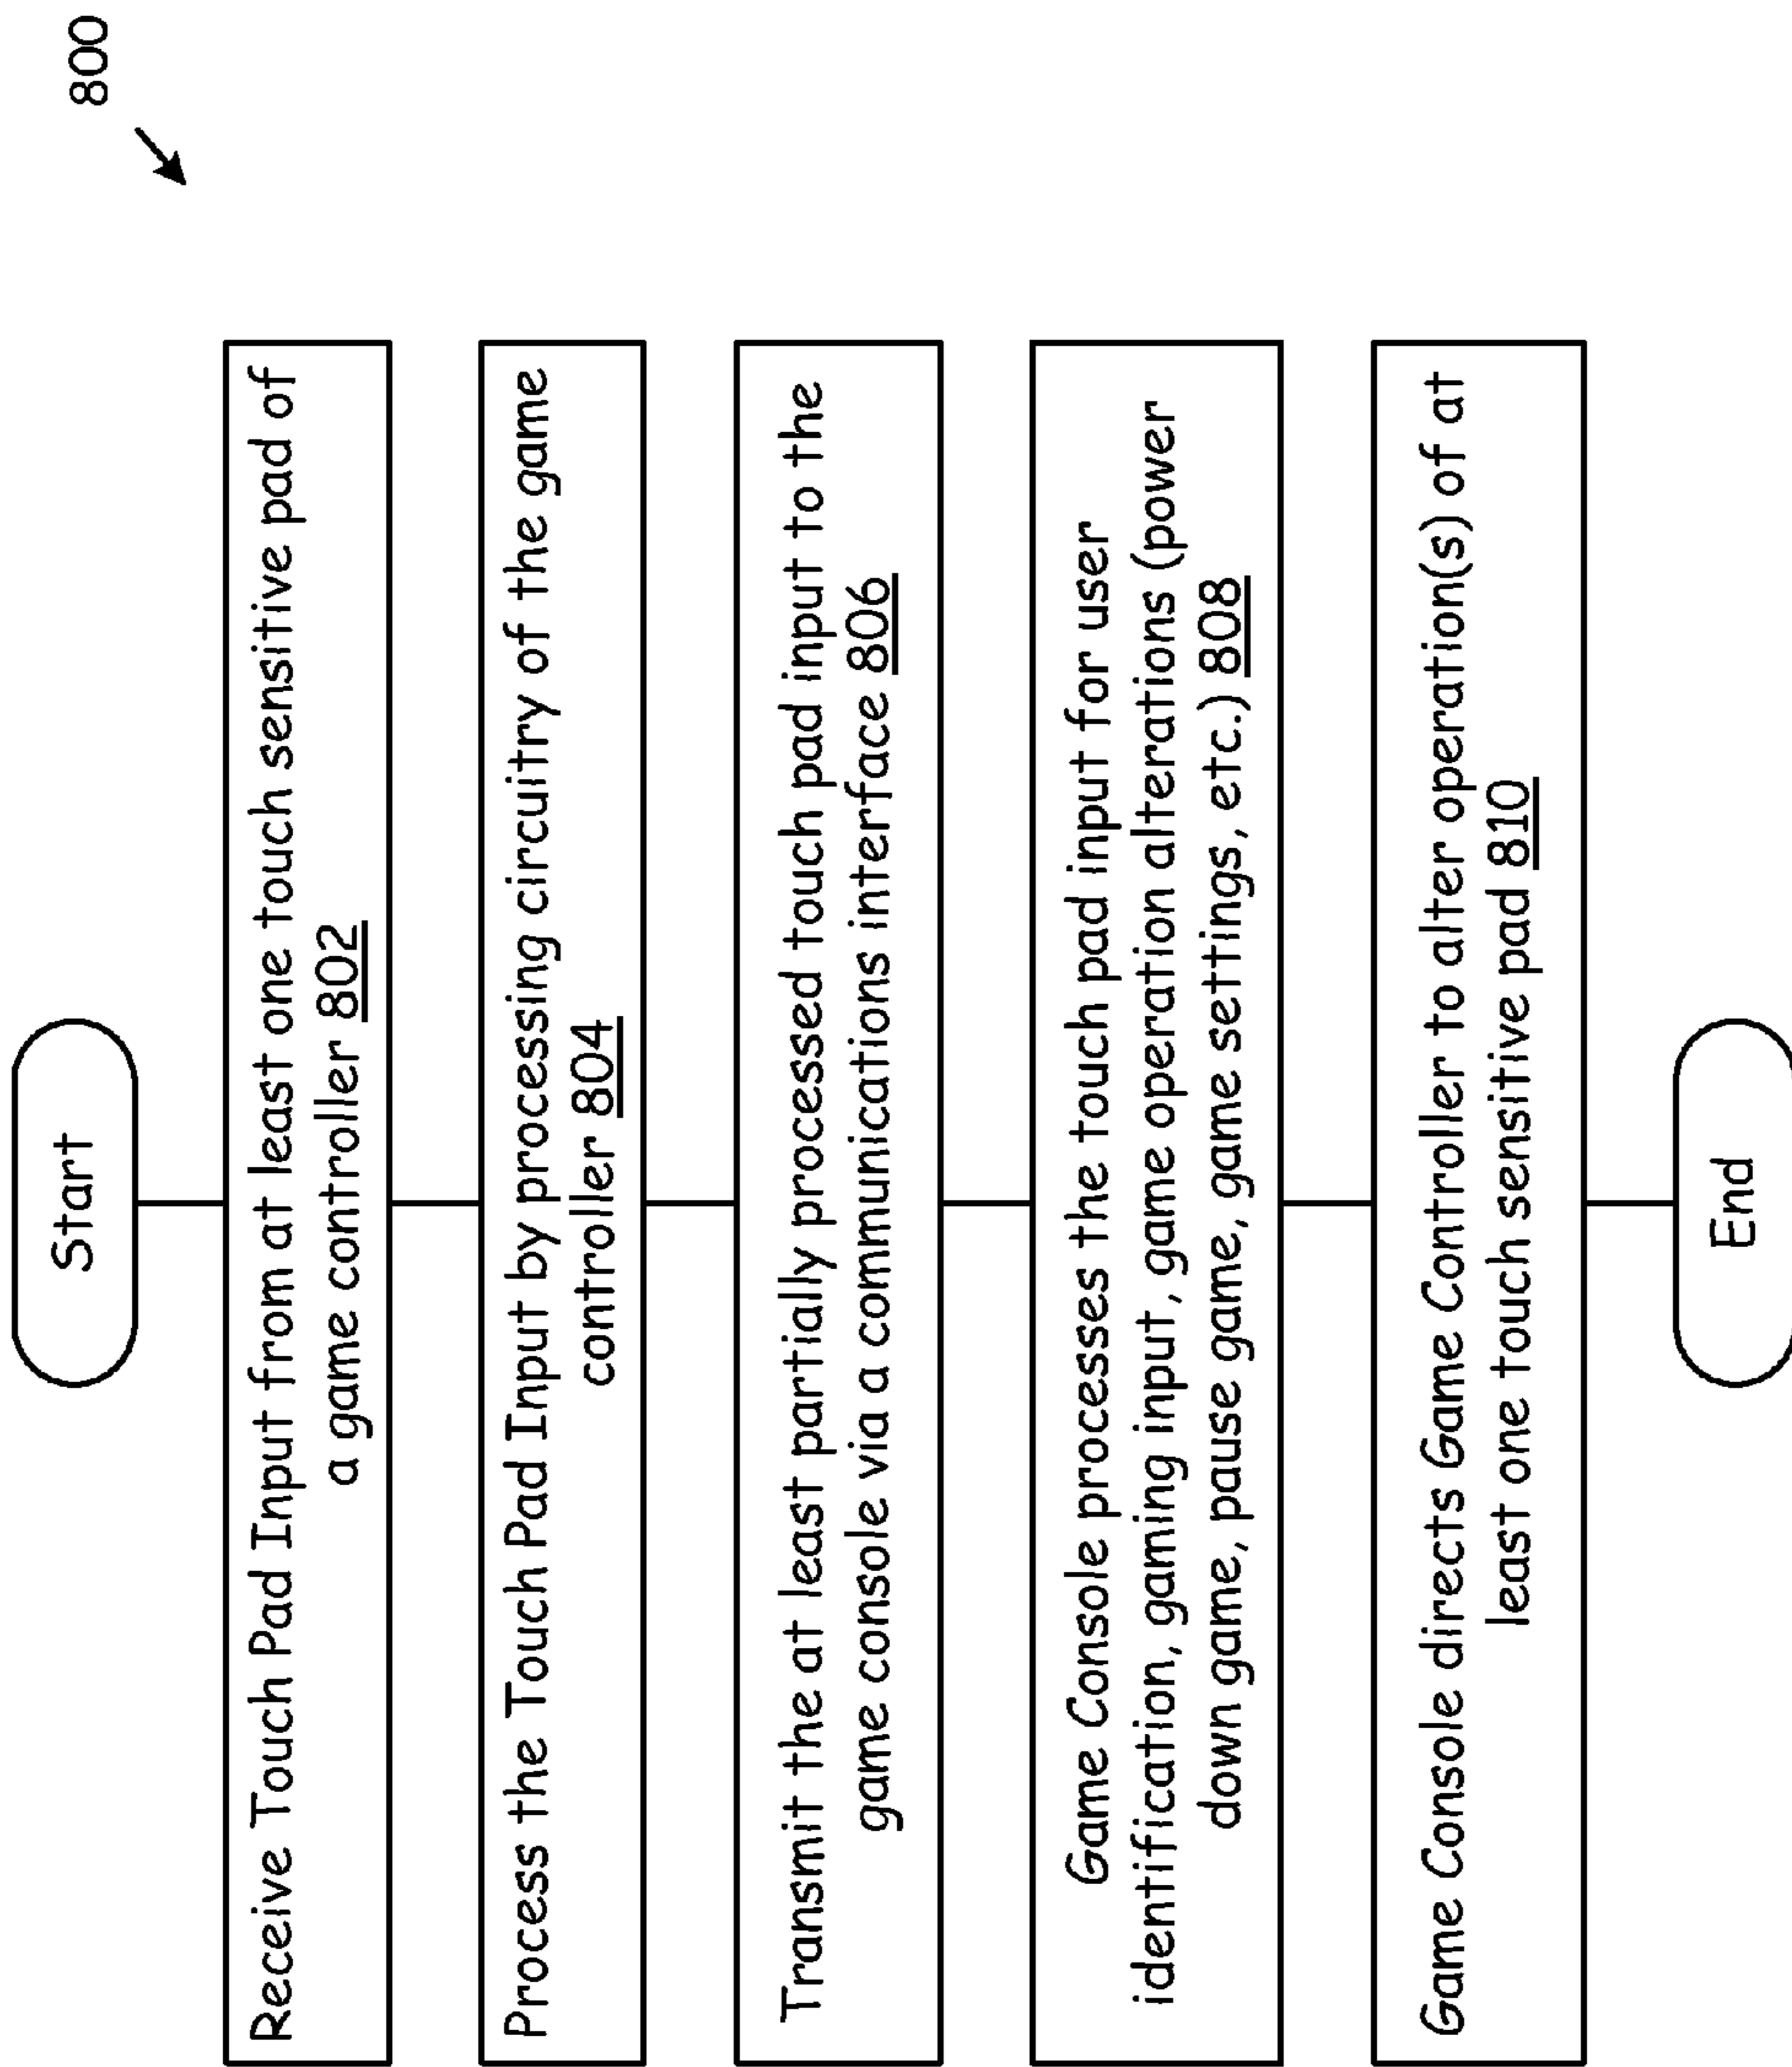 800
Start
Receive Touch Pad Input from at least one touch sensitive pad of
a game controller 802
Process the Touch Pad Input by processing circuitry of the game
controller 804
Transmit the at least partially processed touch pad input to the
game console via a communications interface 806
Game Console processes the touch pad input for user
identification, gaming input, game operation alterations (power
down game, pause game, game settings, etc.) 808
Game Console directs Game Controller to alter operation(s) of at
least one touch sensitive pad 810
End